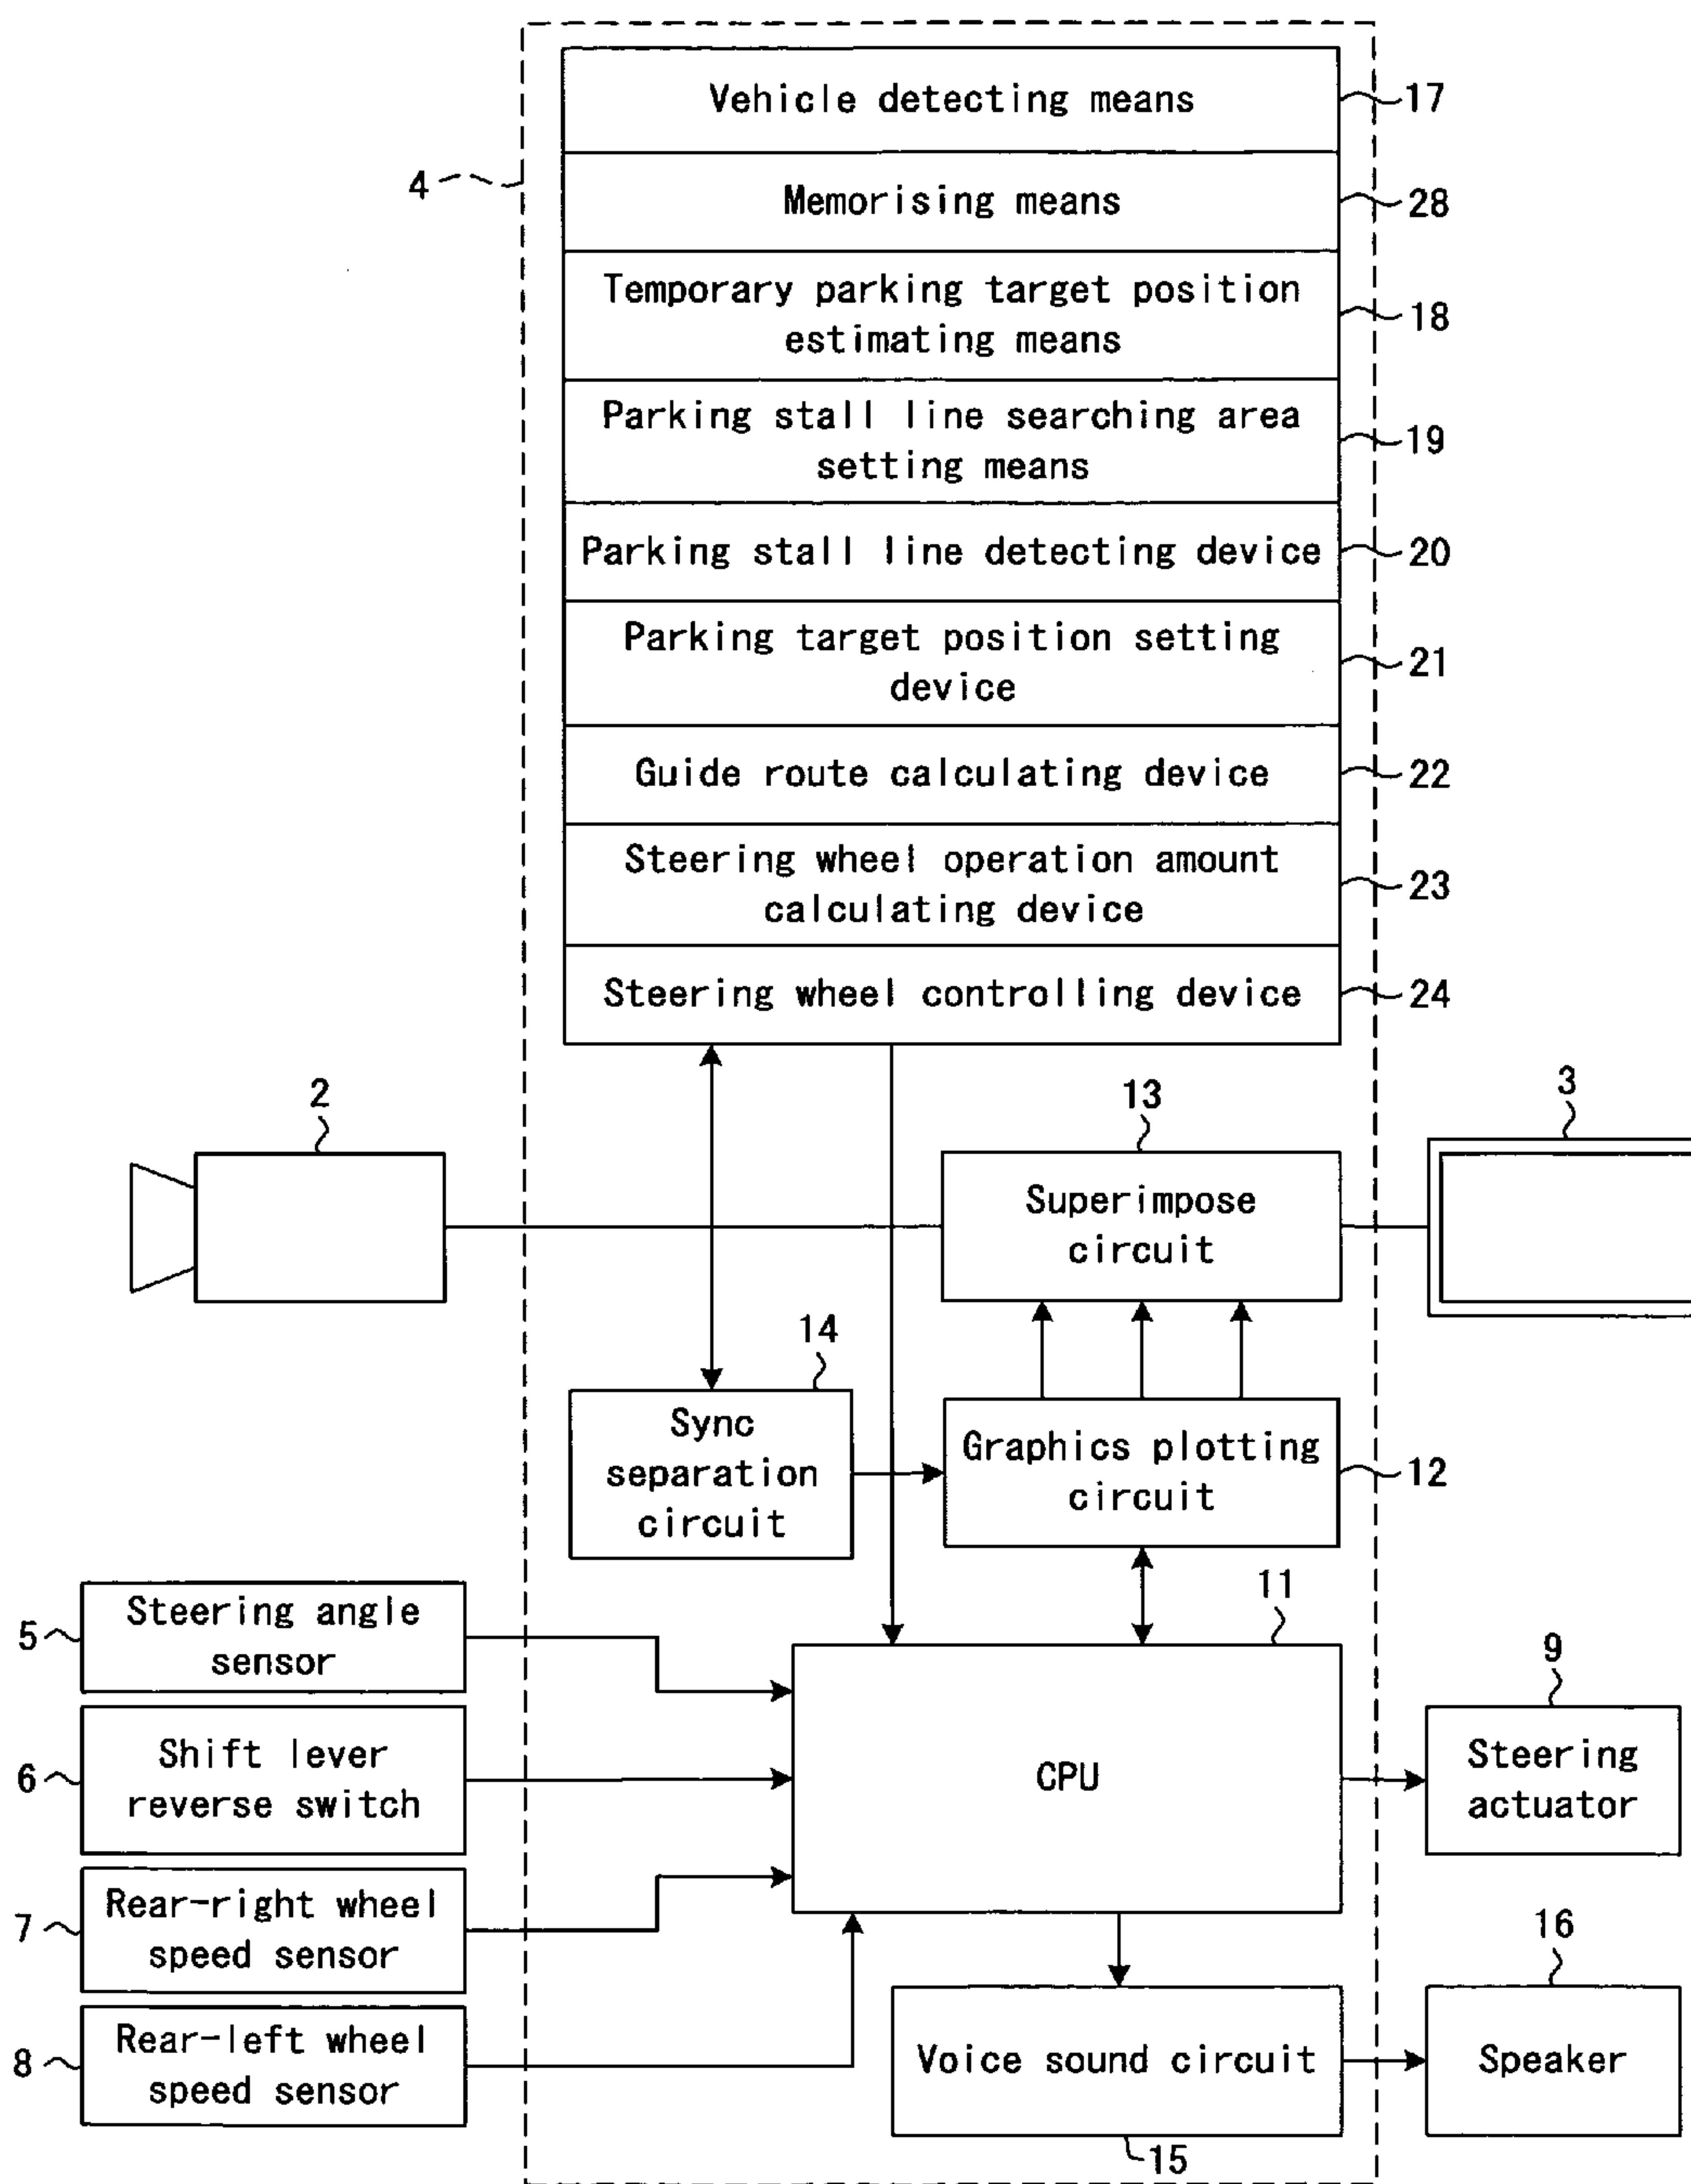 Vehicle detecting means
17
4
Memorising means
28
Temporary parking target position
estimating means
18
Parking stall line searching area
setting means
19
Parking stall line detecting device
20
Parking target position setting
device
21
Guide route calculating device
22
Steering wheel operation amount
calculating device
23
Steering wheel controlling device
24
2
13
3
Superimpose
circuit
14
Sync
separation
circuit
Graphics plotting
circuit
12
11
5
Steering angle
sensor
9
6
Shift lever
reverse switch
CPU
Steering
actuator
7
Rear-right wheel
speed sensor
16
8
Rear-left wheel
speed sensor
Voice sound circuit
Speaker
15